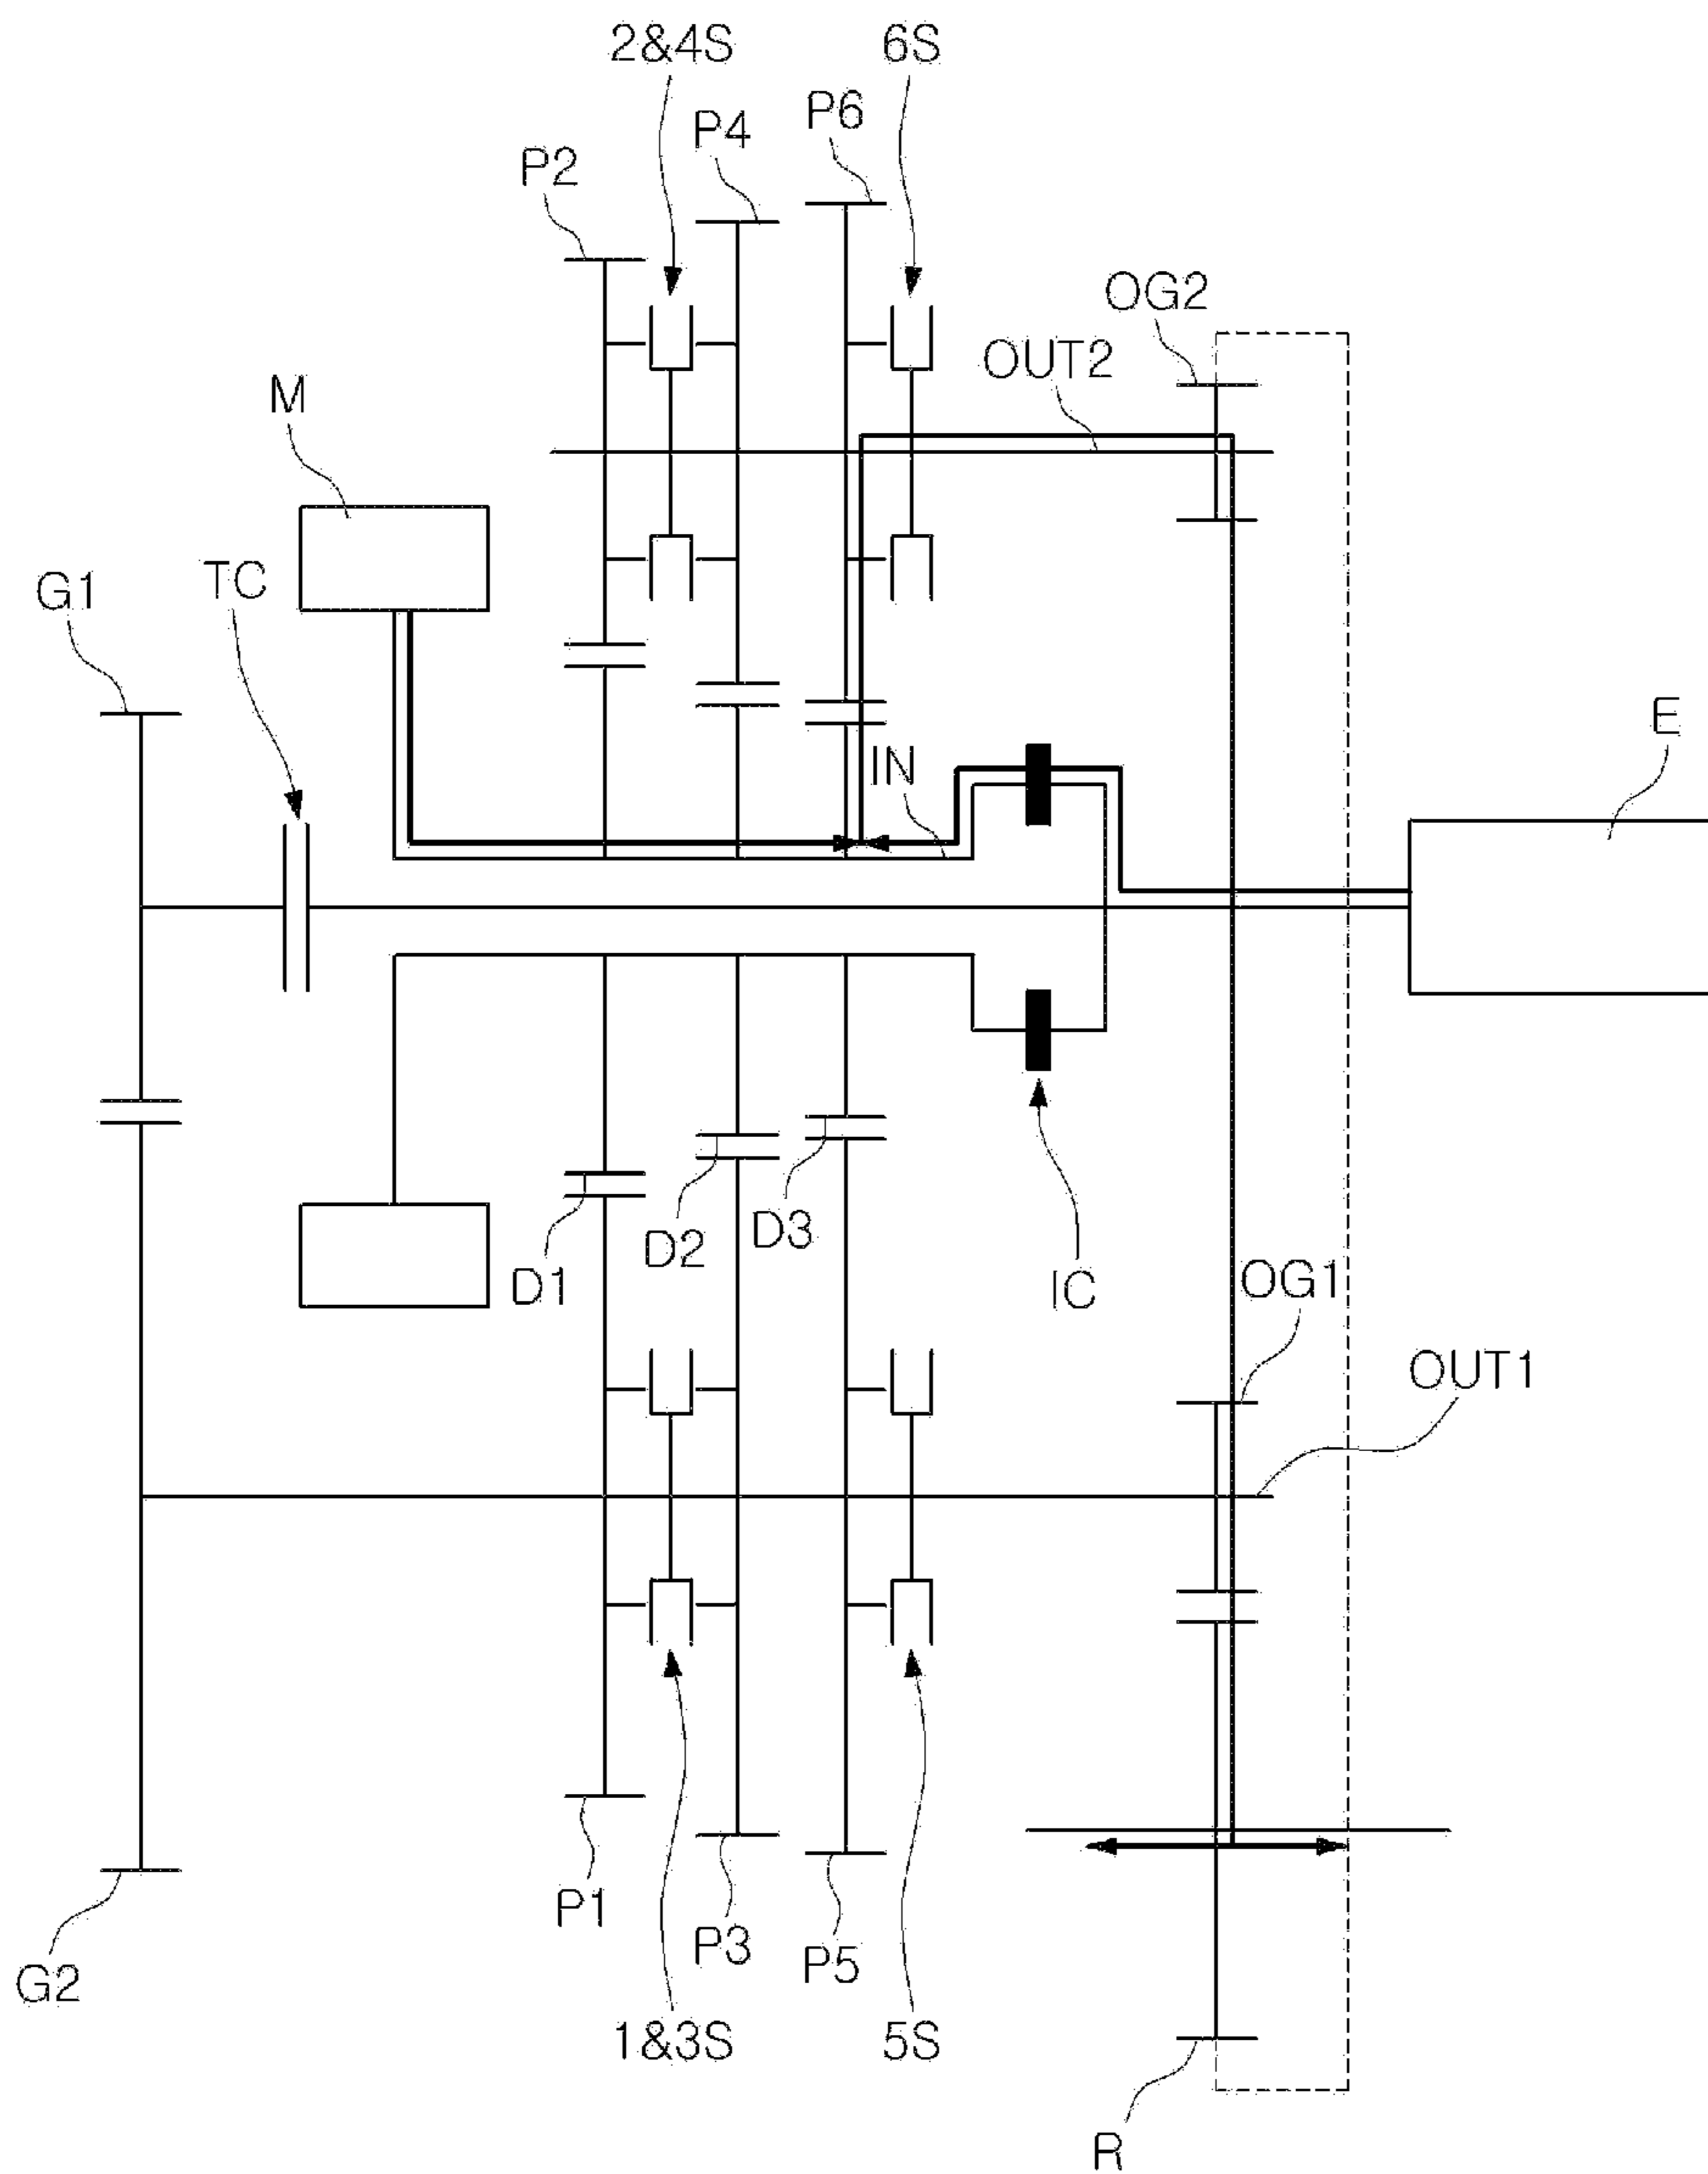 2&4S
6S
P6
P4
P2
OG2
OUT2
M
TC
G1
E
IN
D3
D2
D1
IC
OG1
OUT1
P1
P3
P5
G2
1&3S
5S
R